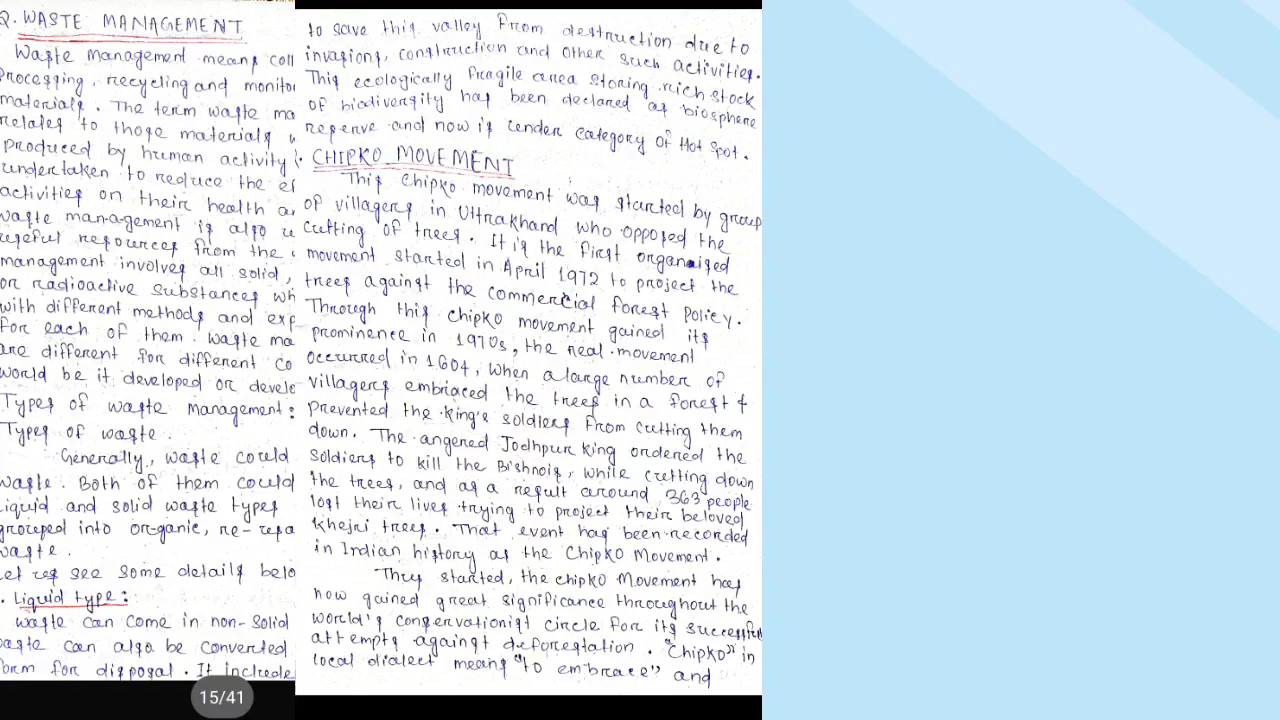 Q. WASTE MANAGEMENT
Waste management means coll
Processing, recycling and monitor
materials. The term waste ma
relates to those materials
Produced by human activity
undertaken to reduce the ef
activities on their health a
waste management is also
useful resources from the
management involves all solid,
or radioactive substances wh
with different methods and exp
for each of them. Waste ma
are different for different co
world be it developed or develo
Types of waste management:
Types of waste.
Generally, waste could
waste. Both of them could
Liquid and solid waste types
grouped into organic, re-
waste.
Let us see some details belo
Liquid type:
waste can come in non-solid
waste can also be converted
form for disposal. It include
15/41
to save this valley from destruction due to
invasions, construction and other such activities.
This ecologically fragile area storing rich stock
of biodiversity has been declared as biosphere
reserve and now is under category of Hot Spot.
CHIPKO MOVEMENT
This Chipko movement was started by group
of villagers in Uttrakhand who opposed the
cutting of trees. It is the first organised
movement started in April 1972 to project the
trees against the commercial forest policy.
Through this chipko movement gained its
prominence in 1970s, the real movement
occurred in 1604, when a large number of
villagers embraced the trees in a forest &
prevented the king's soldiers from cutting them
down. The angered Jodhpur king ordered the
soldiers to kill the Bishnois, while cutting down
the trees, and as a result around 363 people
lost their lives trying to project their beloved
khejri trees. That event has been recorded
in Indian history as the Chipko Movement.
Thus started, the chipko Movement has
now gained great significance throughout the
world's conservationist circle for its successful
attempts against deforestation. "Chipko" in
local dialect means "to embrace" and